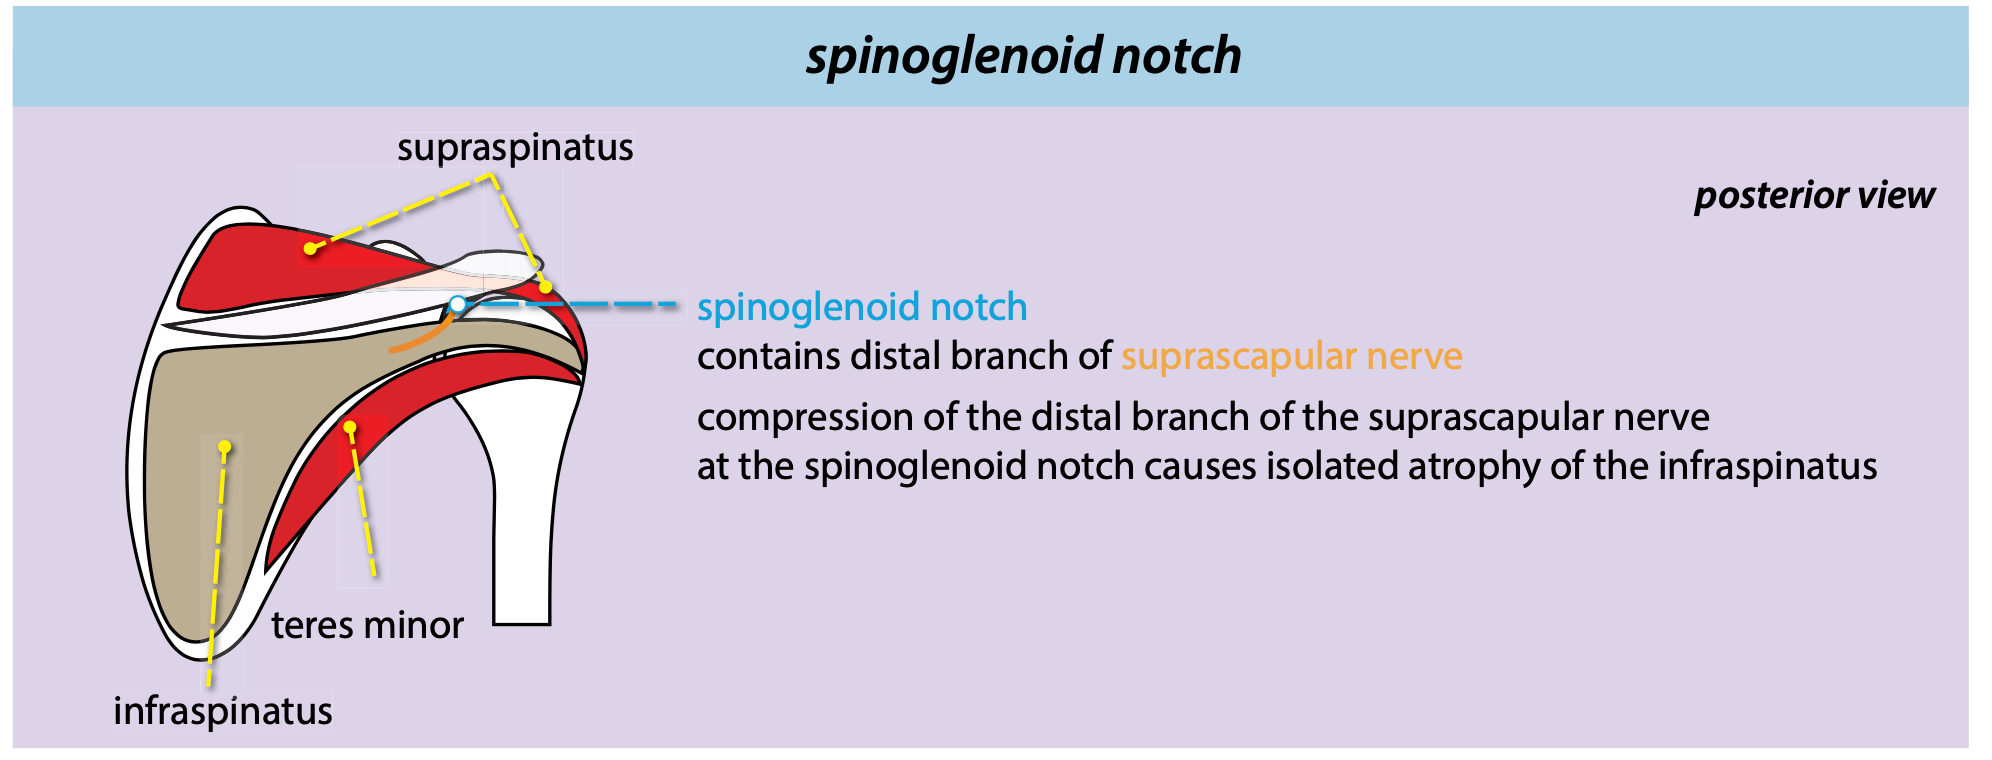 spinoglenoid notch
supraspinatus
posterior view
spinoglenoid notch
contains distal branch of suprascapular nerve
compression of the distal branch of the suprascapular nerve
at the spinoglenoid notch causes isolated atrophy of the infraspinatus
teres minor
infraspinatus